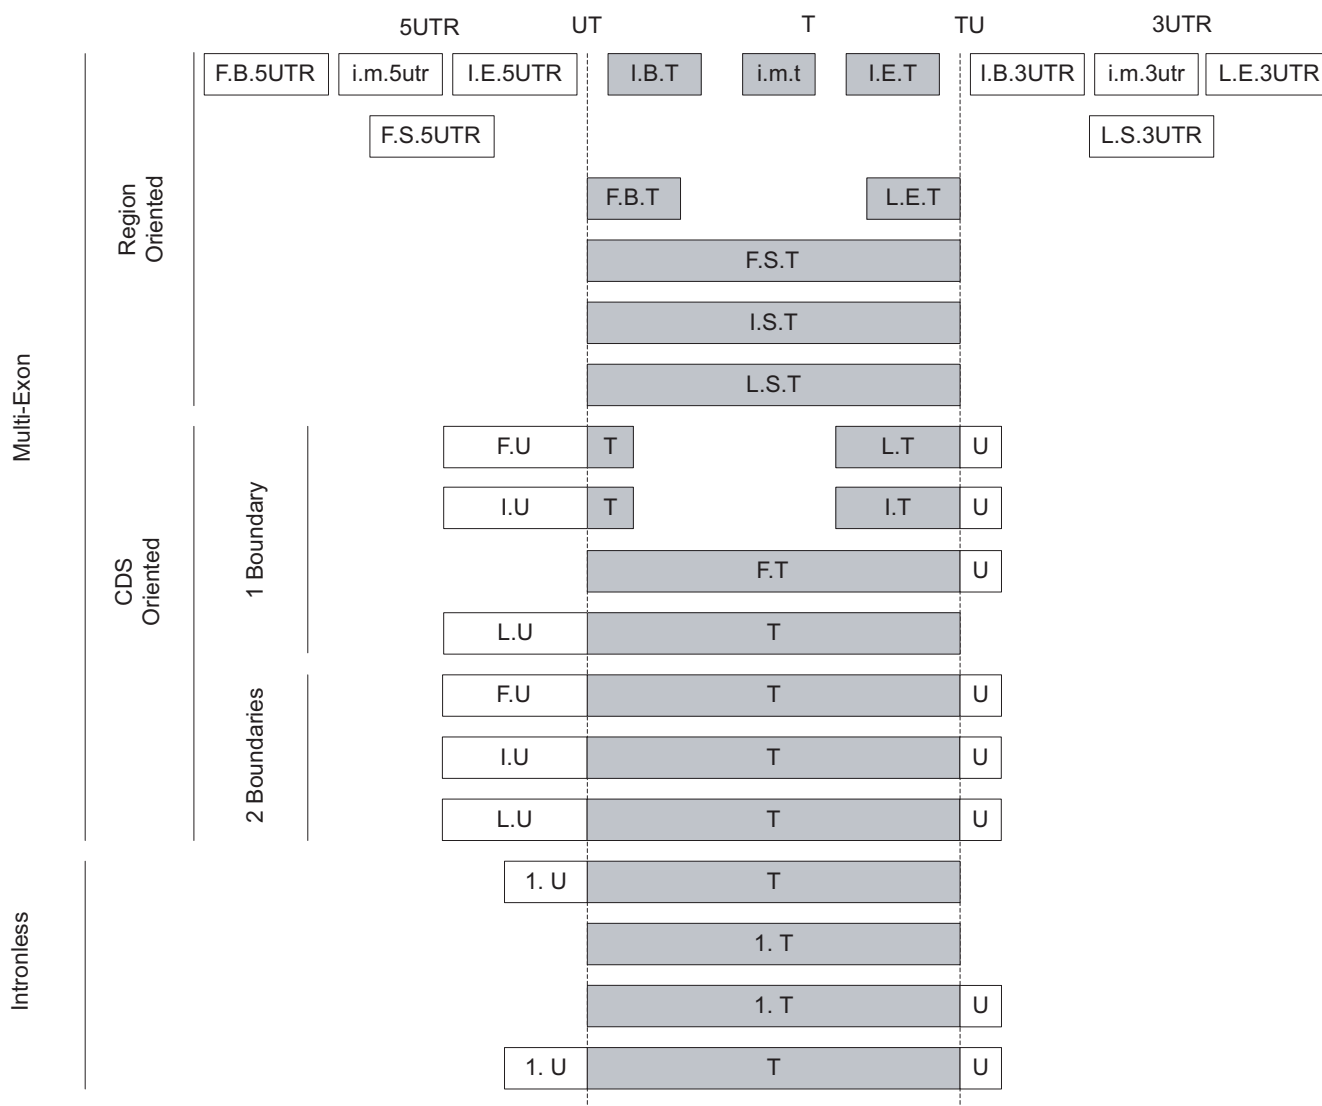 5UTR UT T TU 3UTR
F.B.5UTR i.m.5utr I.E.5UTR I.B.T i.m.t I.E.T I.B.3UTR i.m.3utr L.E.3UTR
F.S.5UTR L.S.3UTR
F.B.T L.E.T
F.S.T
I.S.T
L.S.T
F.U T L.T U
I.U T I.T U
F.T U
L.U T
F.U T U
I.U T U
L.U T U
1. U T
1. T
1. T U
1. U T U
Multi-Exon
Region
Oriented
CDS
Oriented
1 Boundary
2 Boundaries
Intronless